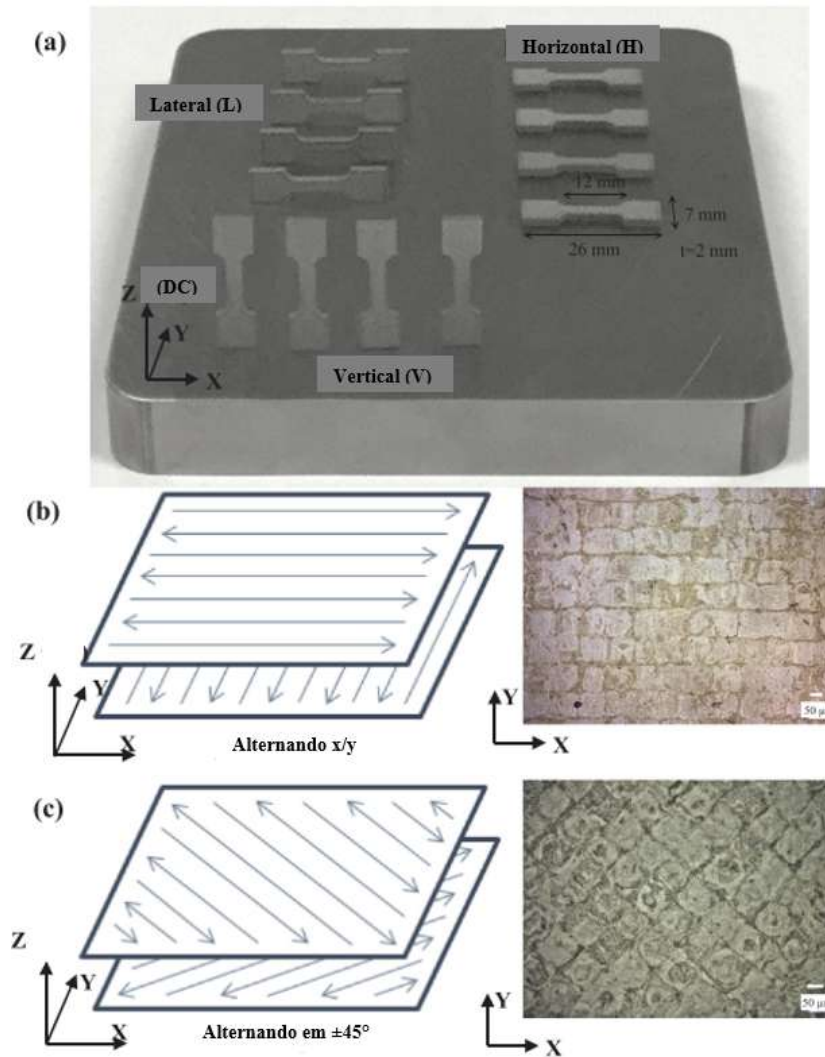 (a)
Horizontal (H)
Lateral (L)
12 mm
7 mm
26 mm
t=2 mm
(DC)
Z
Y
X
Vertical (V)
(b)
Z
Y
X
Alternando x/y
Y
X
50 μ
(c)
Z
Y
X
Alternando em ±45°
Y
X
50 μ